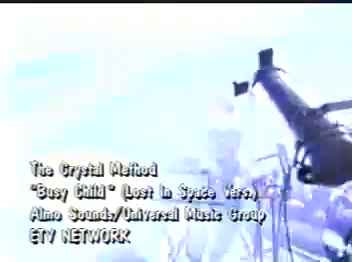 The Crystal Method
"Busy Child" (Lost In Space Vers.)
Almo Sounds/Universal Music Group
ETV NETWORK